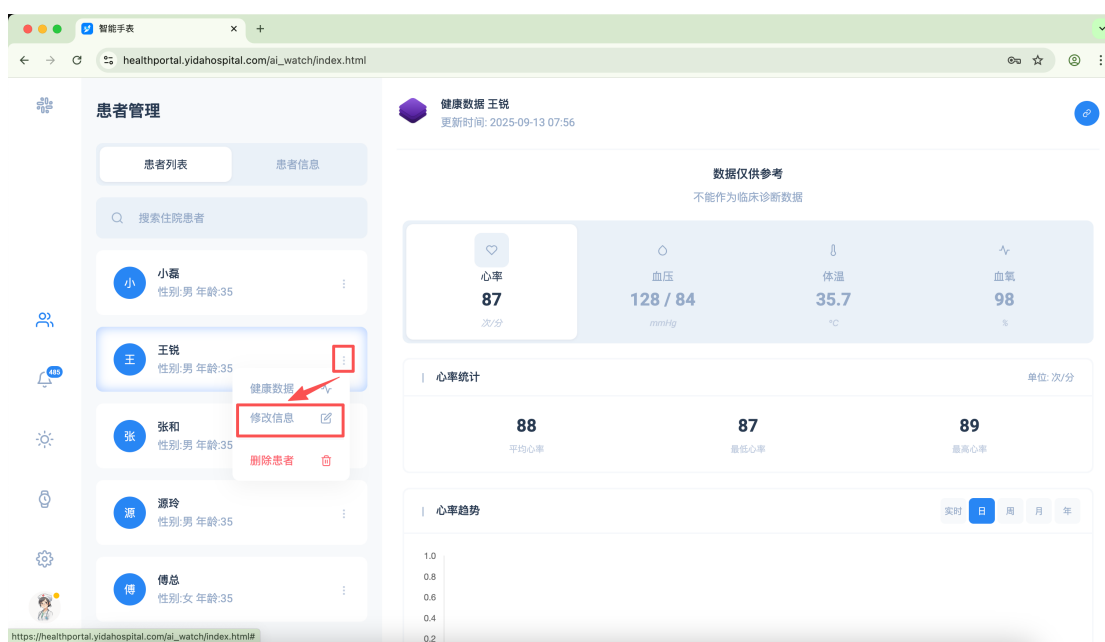 智能手表
healthportal.yidahospital.com/ai_watch/index.html
患者管理
患者列表
患者信息
搜索住院患者
小
小磊
性别:男 年龄:35
王
王锐
性别:男 年龄:35
健康数据
修改信息
删除患者
张
张和
性别:男 年龄:35
源
源玲
性别:男 年龄:35
傅
傅总
性别:女 年龄:35
485
https://healthportal.yidahospital.com/ai_watch/index.html#
健康数据 王锐
更新时间: 2025-09-13 07:56
数据仅供参考
不能作为临床诊断数据
心率
87
次/分
血压
128 / 84
mmHg
体温
35.7
°C
血氧
98
%
| 心率统计
单位: 次/分
88
平均心率
87
最低心率
89
最高心率
| 心率趋势
实时
日
周
月
年
1.0
0.8
0.6
0.4
0.2